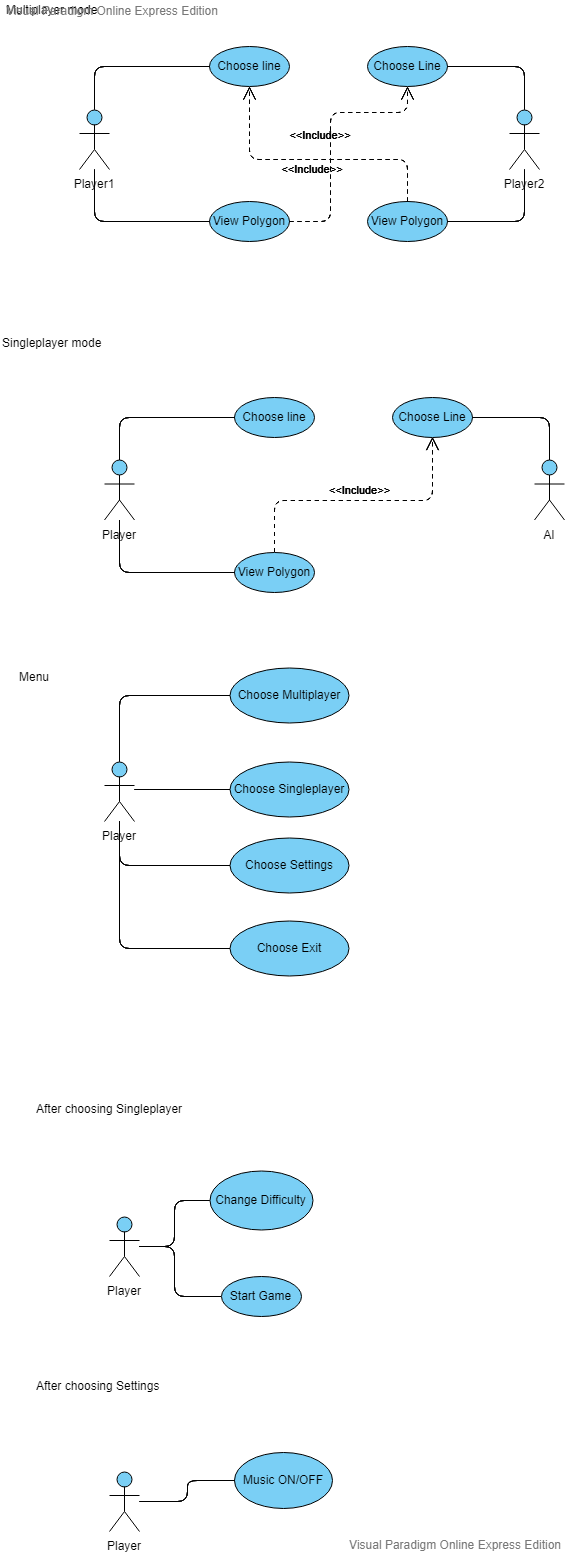 Multiplayer mode
Visual Paradigm Online Express Edition
Choose line
Choose Line
<<Include>>
<<Include>>
Player1
Player2
View Polygon
View Polygon
Singleplayer mode
Choose line
Choose Line
<<Include>>
Player
AI
View Polygon
Menu
Choose Multiplayer
Choose Singleplayer
Player
Choose Settings
Choose Exit
After choosing Singleplayer
Change Difficulty
Player
Start Game
After choosing Settings
Music ON/OFF
Player
Visual Paradigm Online Express Edition